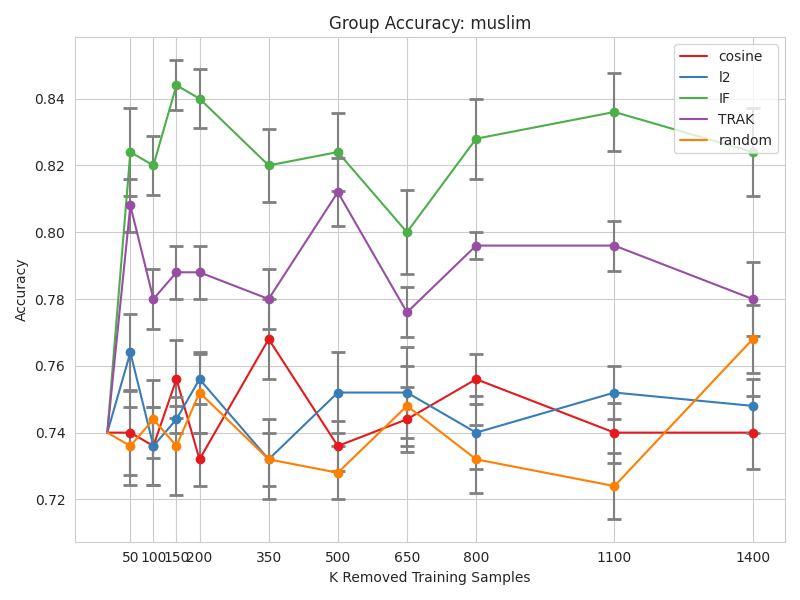 Group Accuracy: muslim
cosine
l2
IF
TRAK
random
Accuracy
0.84
0.82
0.80
0.78
0.76
0.74
0.72
50 100 150 200 350 500 650 800 1100 1400
K Removed Training Samples